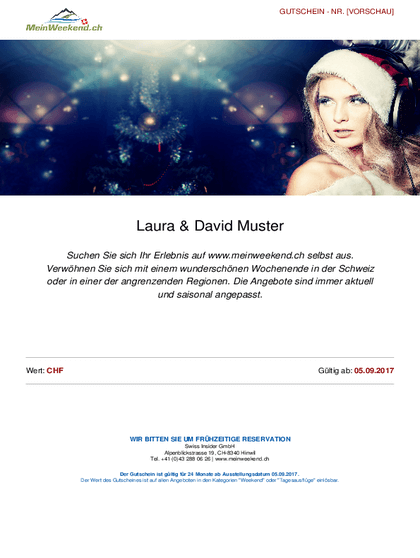 MeinWeekend.ch
GUTSCHEIN - NR. [VORSCHAU]
Laura & David Muster
Suchen Sie sich Ihr Erlebnis auf www.meinweekend.ch selbst aus.
Verwöhnen Sie sich mit einem wunderschönen Wochenende in der Schweiz
oder in einer der angrenzenden Regionen. Die Angebote sind immer aktuell
und saisonal angepasst.
Wert: CHF
Gültig ab: 05.09.2017
WIR BITTEN SIE UM FRÜHZEITIGE RESERVATION
Swiss Insider GmbH
Alpenblickstrasse 19, CH-8340 Hinwil
Tel. +41 (0)43 288 06 26 | www.meinweekend.ch
Der Gutschein ist gültig für 24 Monate ab Ausstellungsdatum 05.09.2017.
Der Wert des Gutscheines ist auf allen Angeboten in den Kategorien "Weekend" oder "Tagesausflüge" einlösbar.